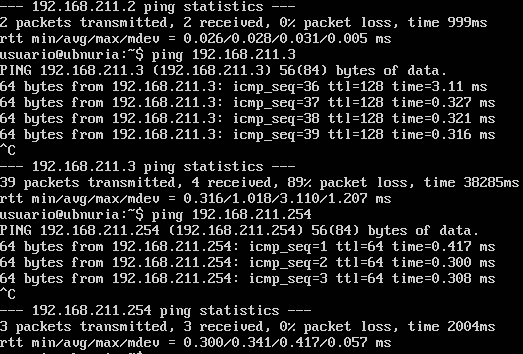 --- 192.168.211.2 ping statistics ---
2 packets transmitted, 2 received, 0% packet loss, time 999ms
rtt min/avg/max/mdev = 0.026/0.028/0.031/0.005 ms
usuario@ubnuria:~$ ping 192.168.211.3
PING 192.168.211.3 (192.168.211.3) 56(84) bytes of data.
64 bytes from 192.168.211.3: icmp_seq=36 ttl=128 time=3.11 ms
64 bytes from 192.168.211.3: icmp_seq=37 ttl=128 time=0.327 ms
64 bytes from 192.168.211.3: icmp_seq=38 ttl=128 time=0.321 ms
64 bytes from 192.168.211.3: icmp_seq=39 ttl=128 time=0.316 ms
^C
--- 192.168.211.3 ping statistics ---
39 packets transmitted, 4 received, 89% packet loss, time 38285ms
rtt min/avg/max/mdev = 0.316/1.018/3.110/1.207 ms
usuario@ubnuria:~$ ping 192.168.211.254
PING 192.168.211.254 (192.168.211.254) 56(84) bytes of data.
64 bytes from 192.168.211.254: icmp_seq=1 ttl=64 time=0.417 ms
64 bytes from 192.168.211.254: icmp_seq=2 ttl=64 time=0.300 ms
64 bytes from 192.168.211.254: icmp_seq=3 ttl=64 time=0.308 ms
^C
--- 192.168.211.254 ping statistics ---
3 packets transmitted, 3 received, 0% packet loss, time 2004ms
rtt min/avg/max/mdev = 0.300/0.341/0.417/0.057 ms